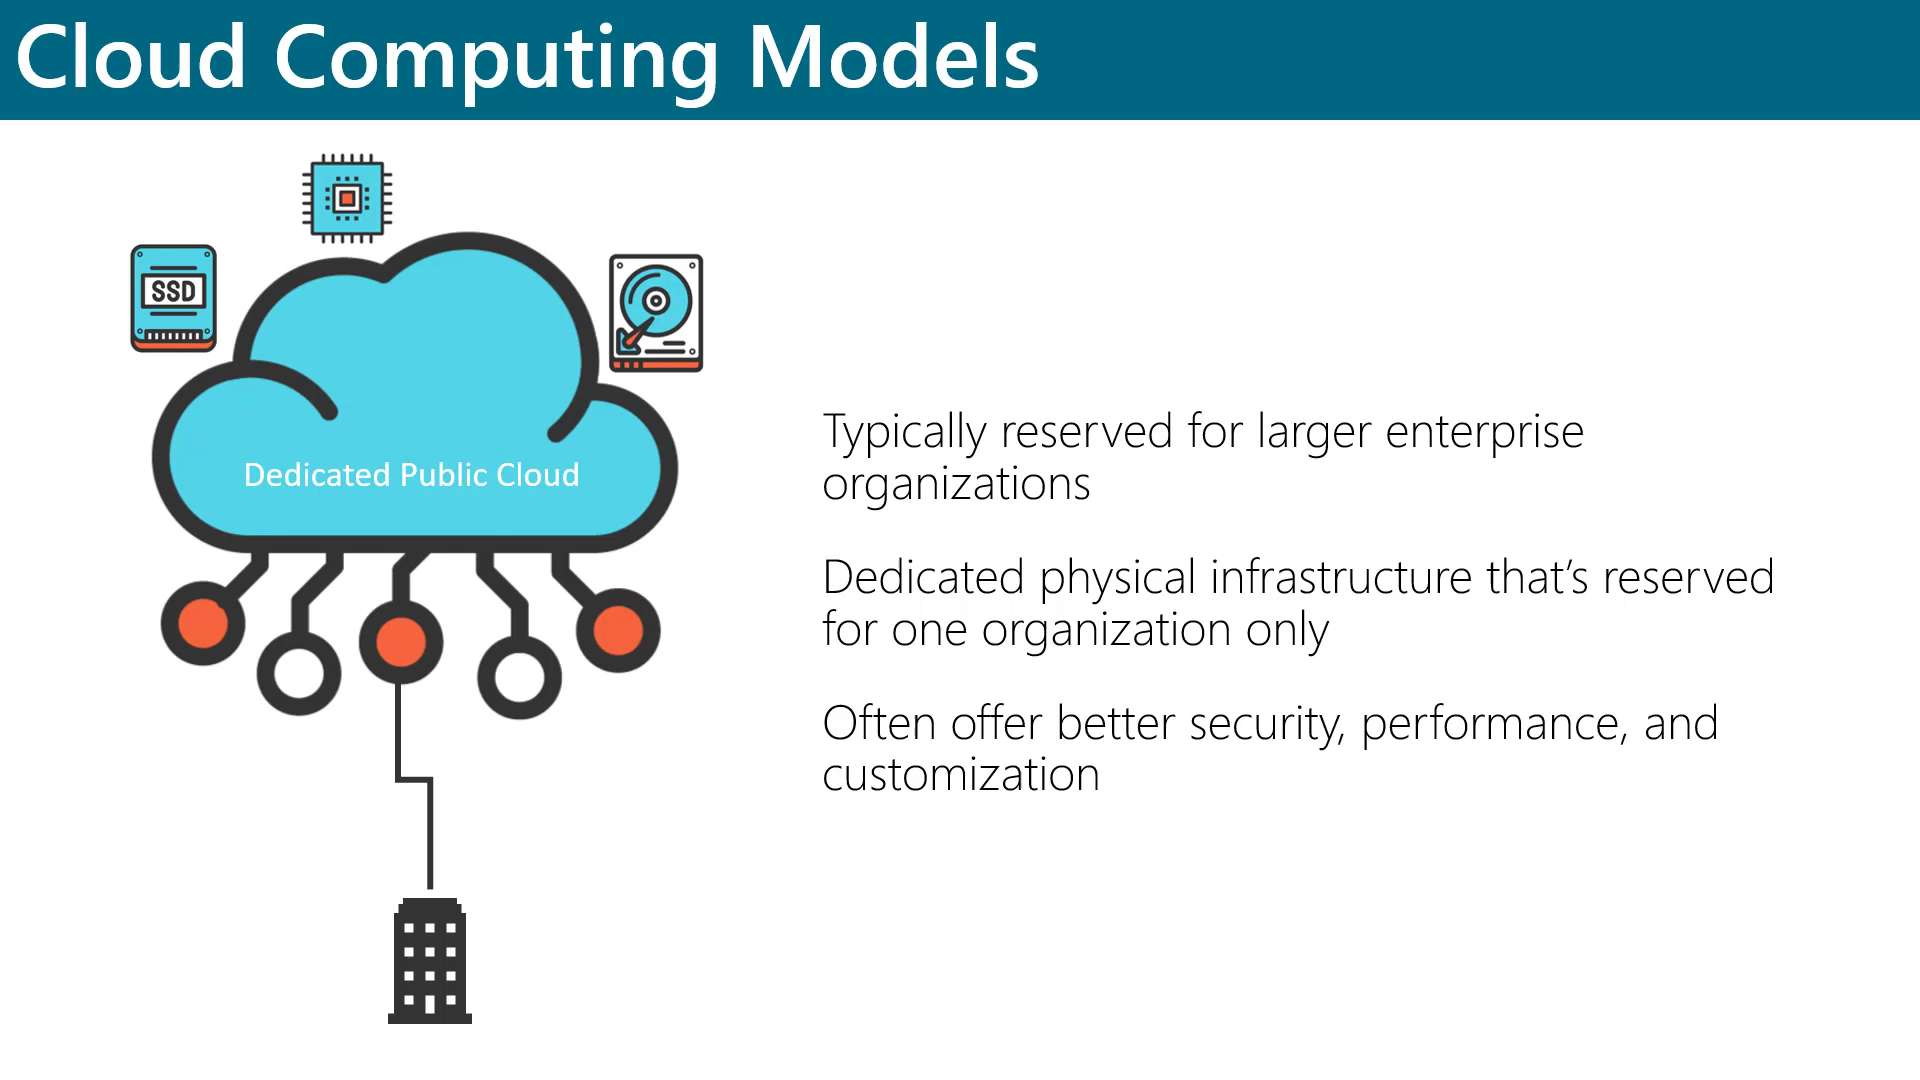 Cloud Computing Models
SSD
Dedicated Public Cloud
Typically reserved for larger enterprise
organizations
Dedicated physical infrastructure that’s reserved
for one organization only
Often offer better security, performance, and
customization